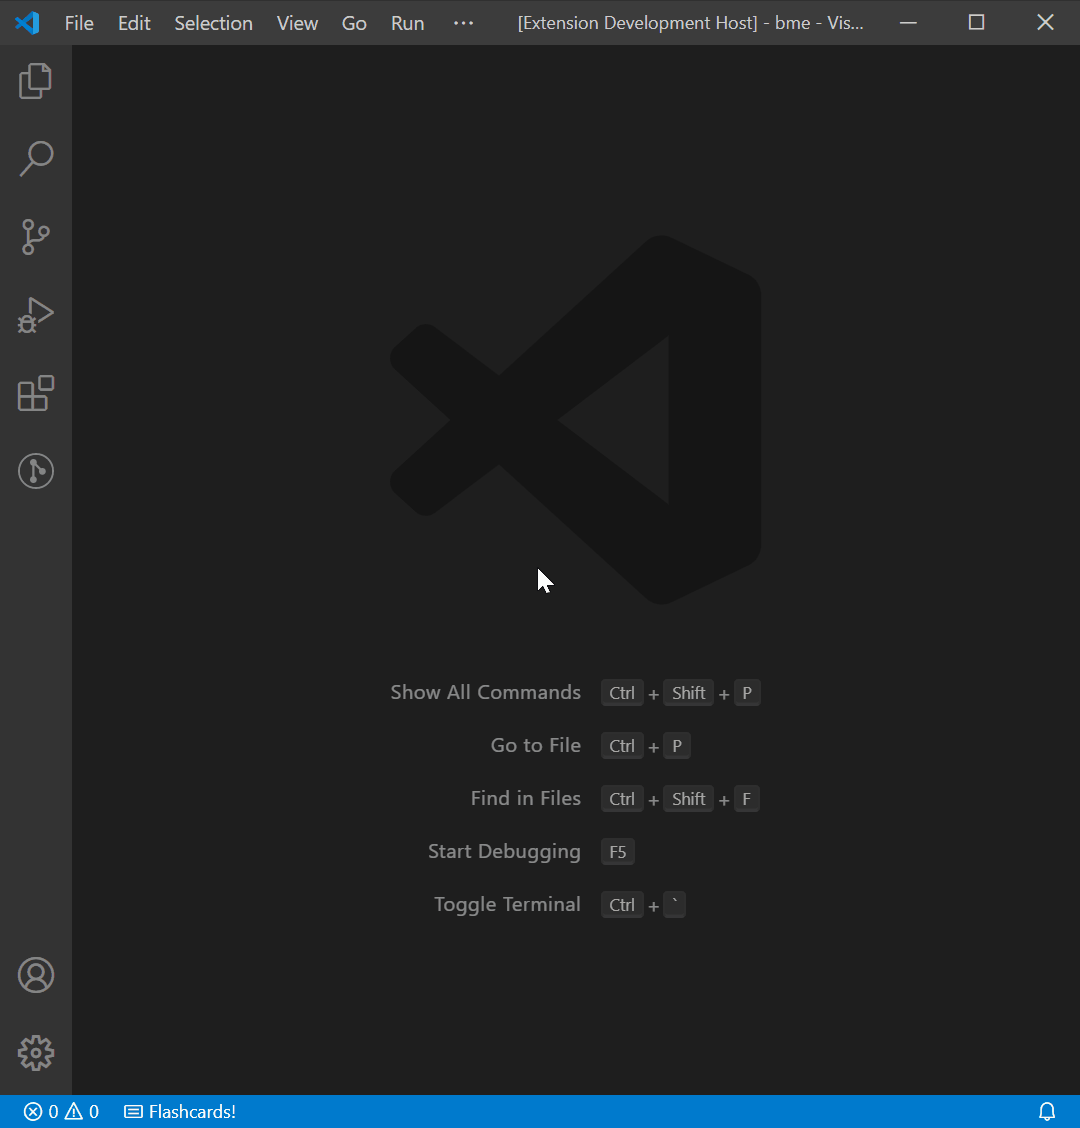 File Edit Selection View Go Run ··· [Extension Development Host] - bme - Vis...
Show All Commands Ctrl + Shift + P
Go to File Ctrl + P
Find in Files Ctrl + Shift + F
Start Debugging F5
Toggle Terminal Ctrl + `
0 0 Flashcards!